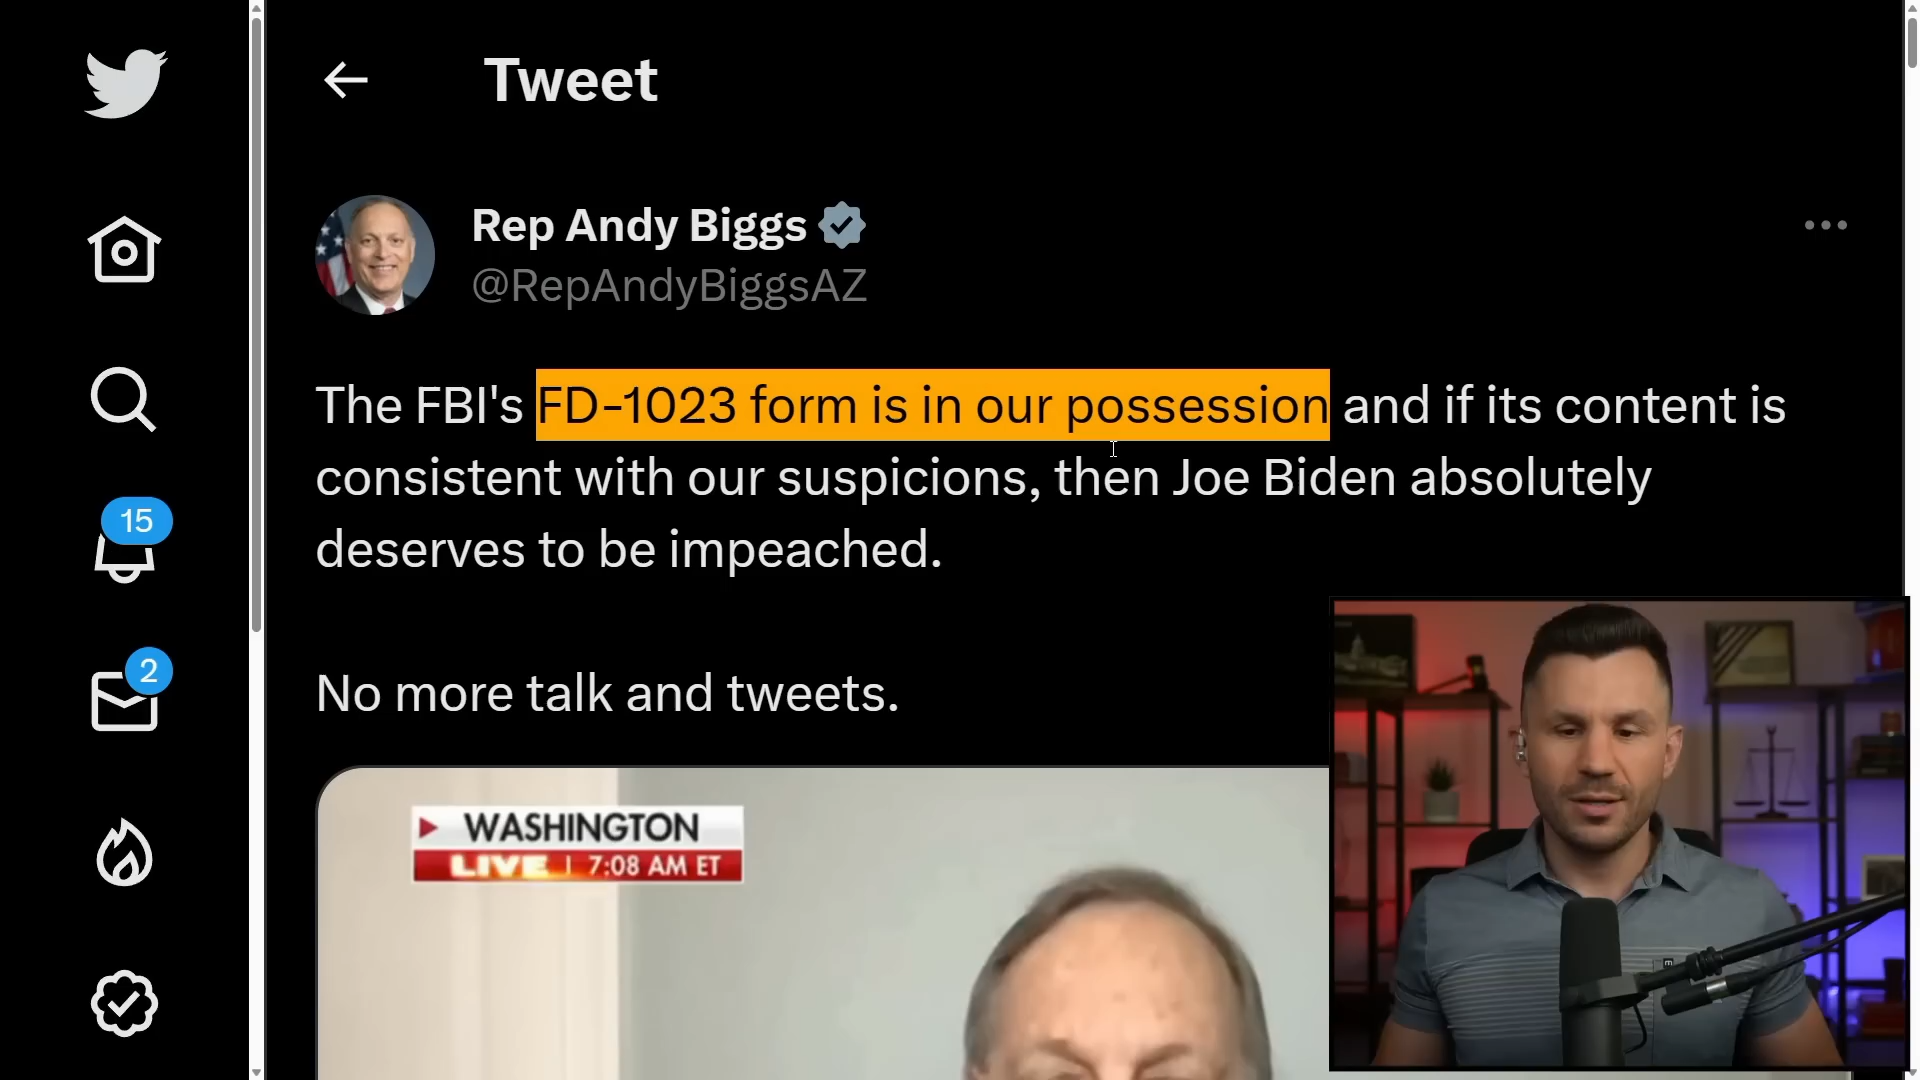 Tweet
Rep Andy Biggs
@RepAndyBiggsAZ
The FBI's FD-1023 form is in our possession and if its content is
consistent with our suspicions, then Joe Biden absolutely
deserves to be impeached.
No more talk and tweets.
15
2
WASHINGTON
LIVE | 7:08 AM ET